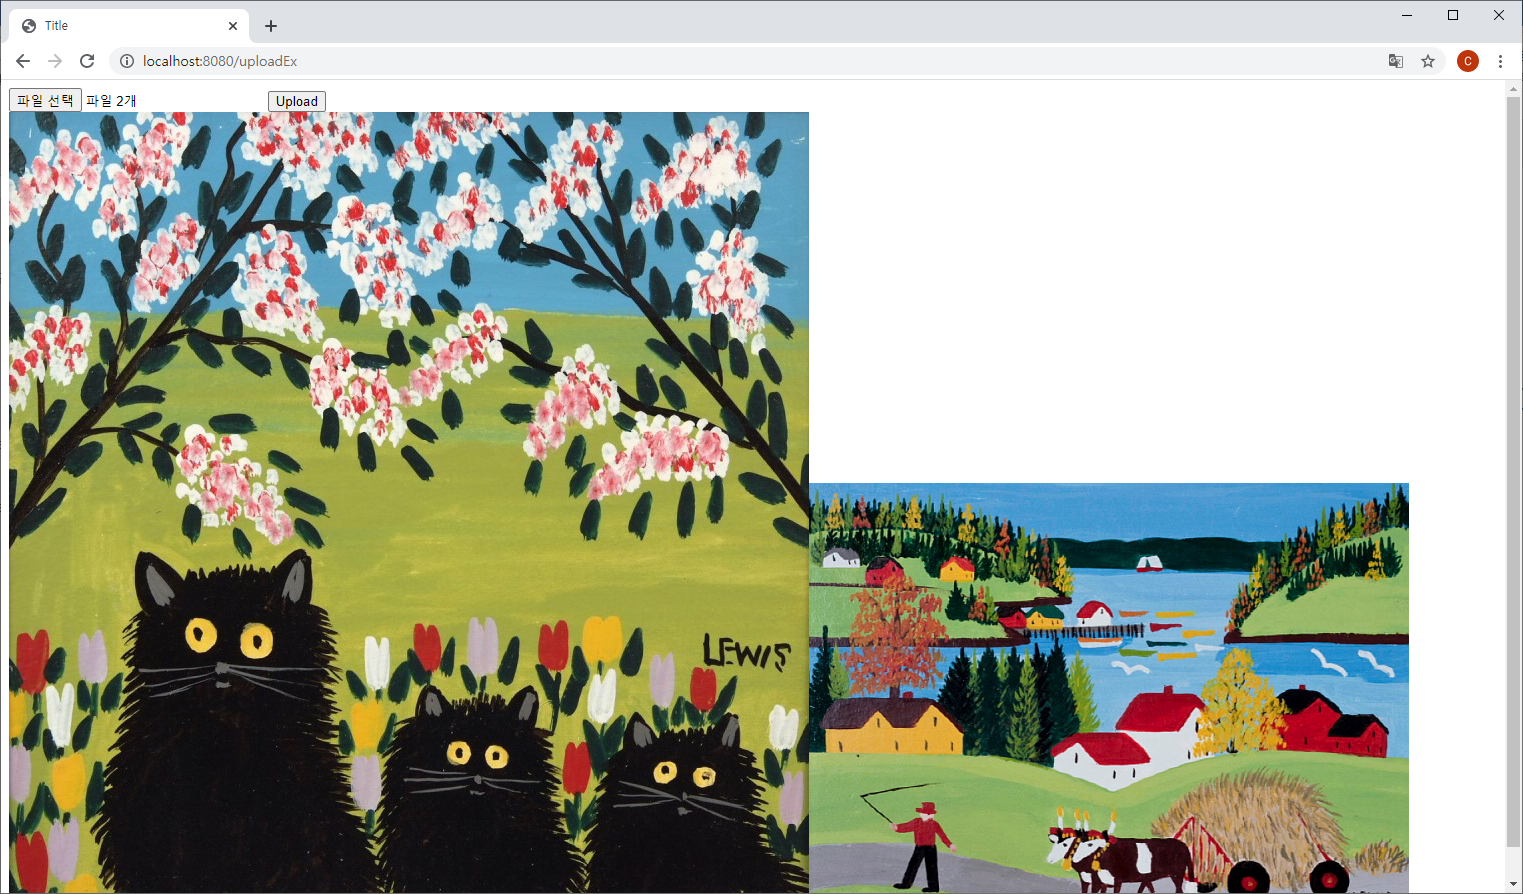 Title
localhost:8080/uploadEx
C
파일 선택 파일 2개 Upload
LEWIS